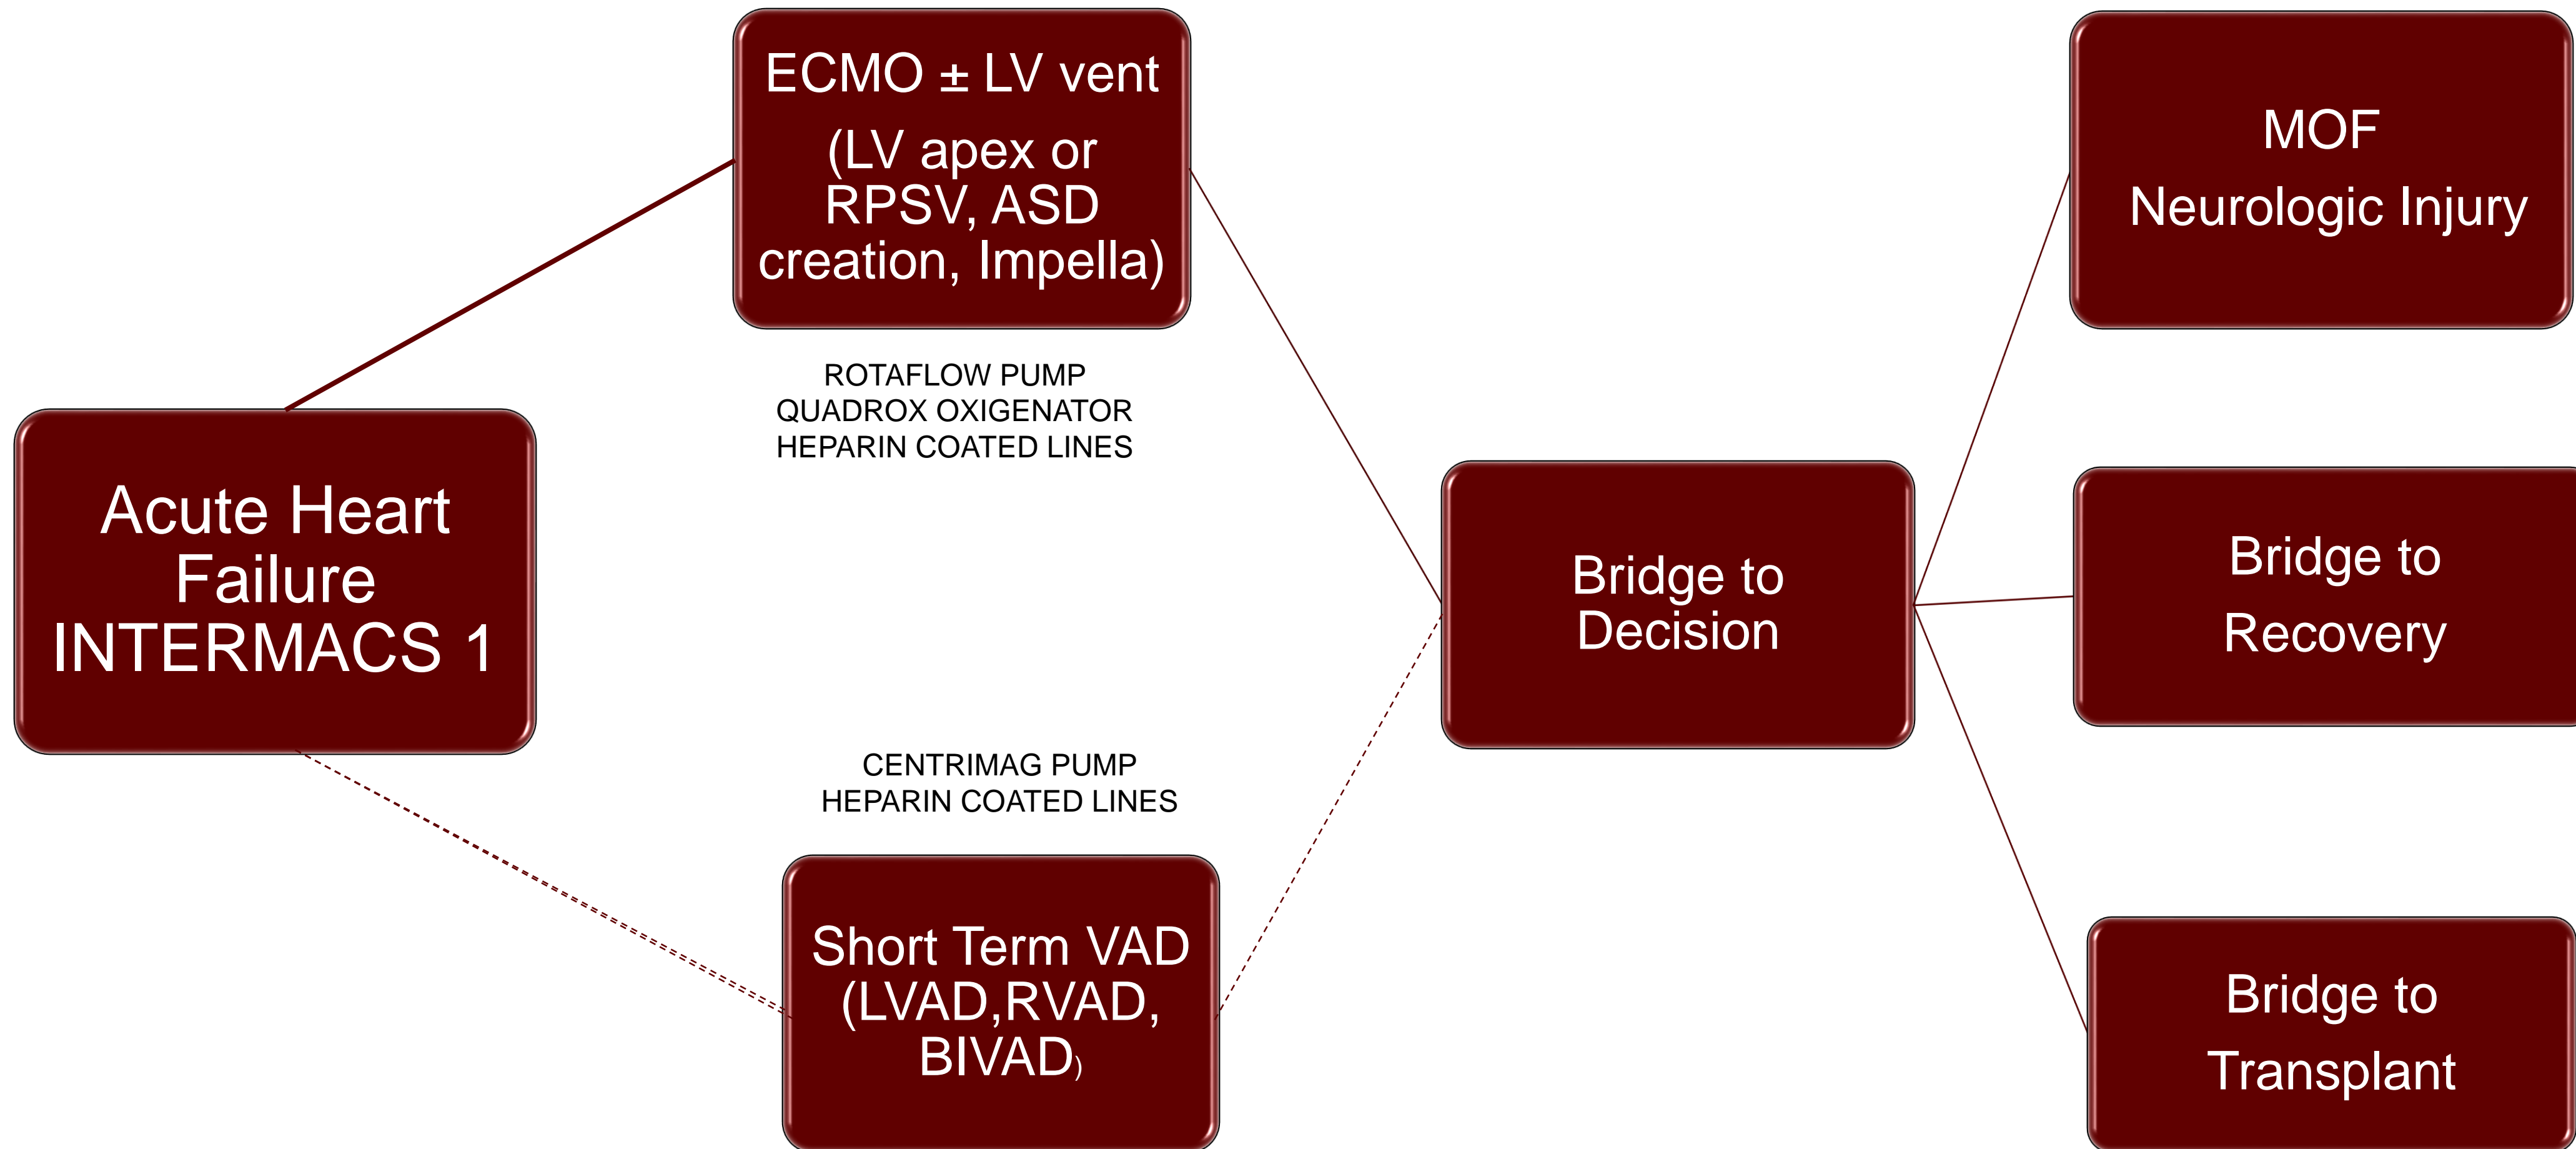 Acute Heart
Failure
INTERMACS 1
ECMO ± LV vent
(LV apex or
RPSV, ASD
creation, Impella)
ROTAFLOW PUMP
QUADROX OXIGENATOR
HEPARIN COATED LINES
CENTRIMAG PUMP
HEPARIN COATED LINES
Short Term VAD
(LVAD,RVAD,
BIVAD)
Bridge to
Decision
MOF
Neurologic Injury
Bridge to
Recovery
Bridge to
Transplant